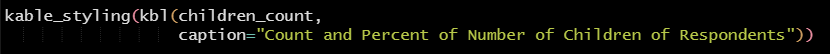 kable_styling(kbl(children_count,
caption="Count and Percent of Number of Children of Respondents"))